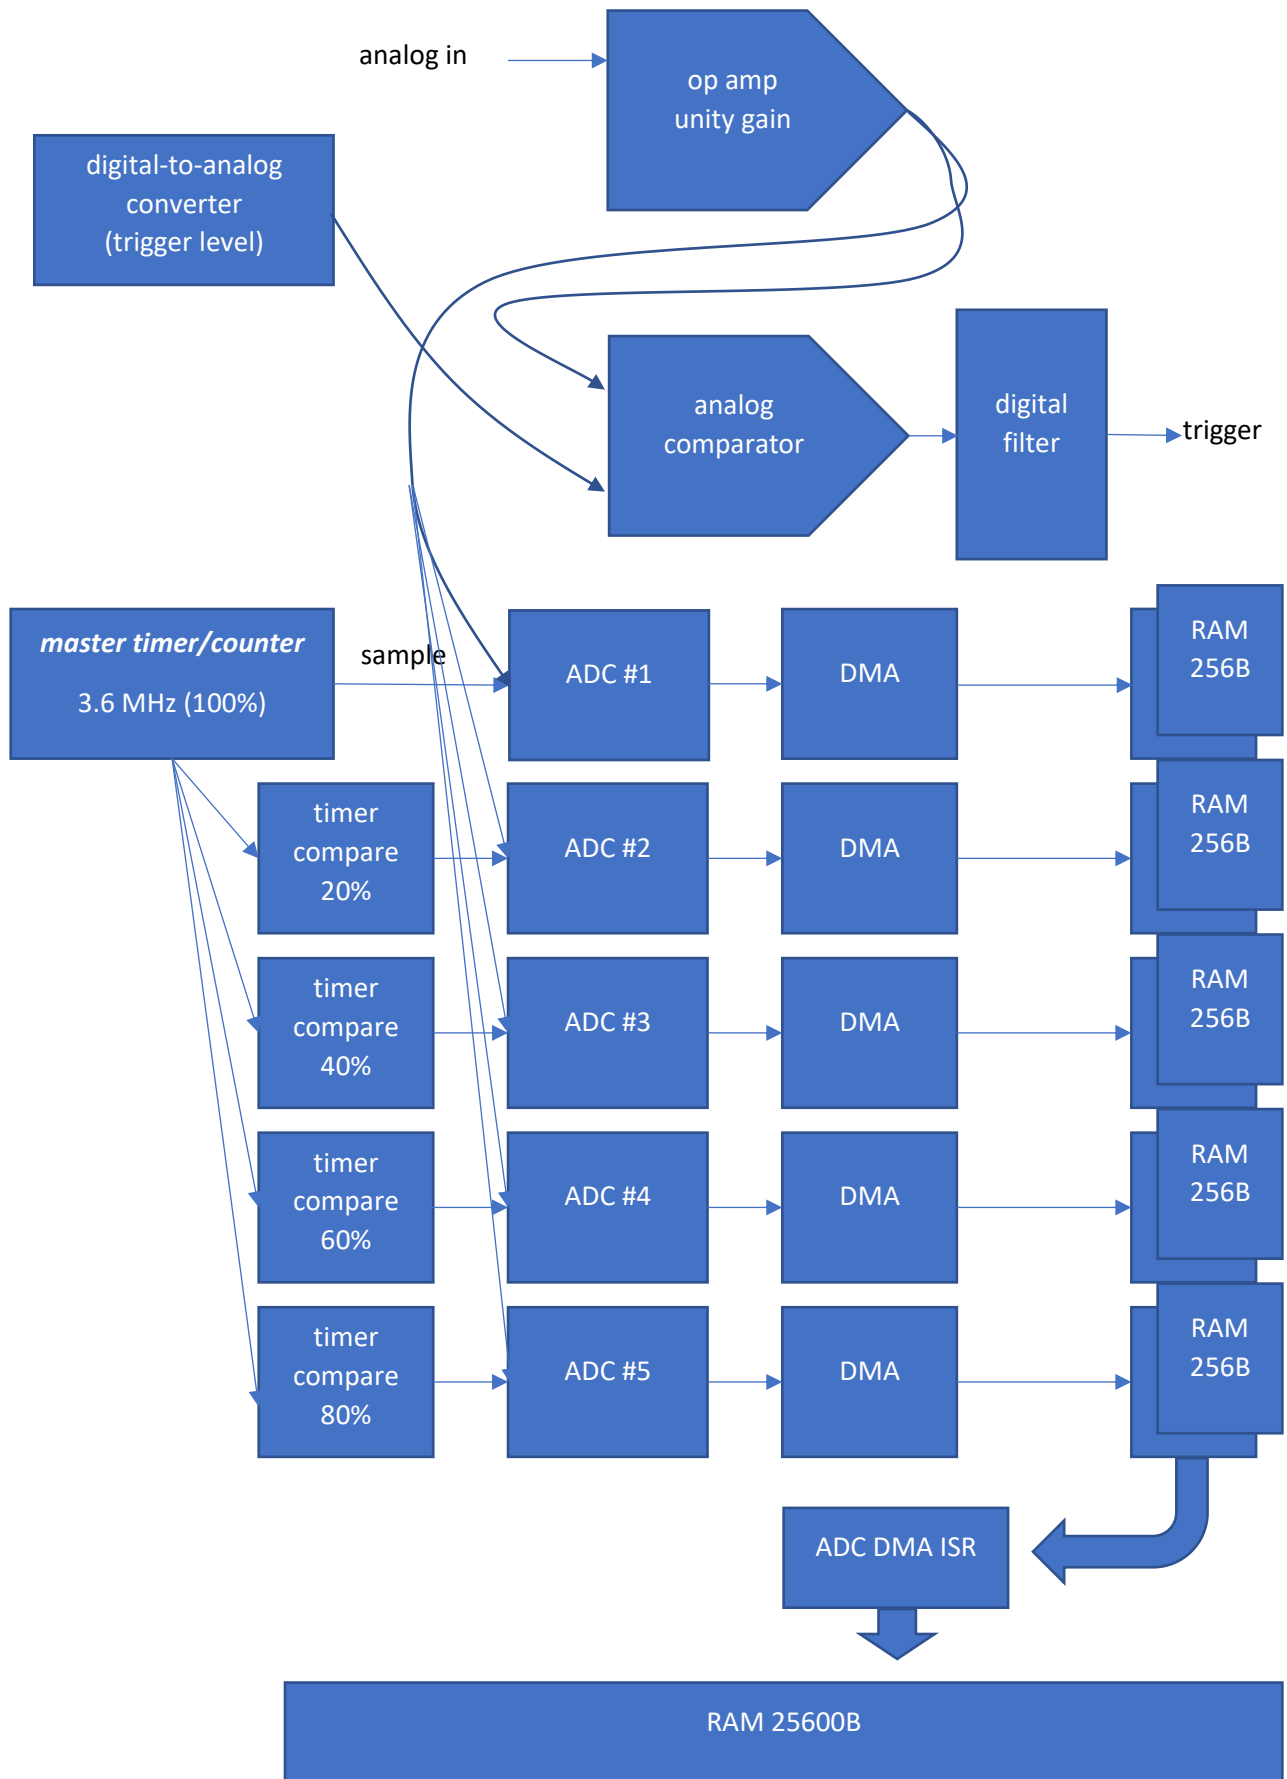 analog in
op amp
unity gain
digital-to-analog
converter
(trigger level)
analog
comparator
digital
filter
trigger
master timer/counter
3.6 MHz (100%)
sample
ADC #1
DMA
RAM
256B
timer
compare
20%
ADC #2
DMA
RAM
256B
timer
compare
40%
ADC #3
DMA
RAM
256B
timer
compare
60%
ADC #4
DMA
RAM
256B
timer
compare
80%
ADC #5
DMA
RAM
256B
ADC DMA ISR
RAM 25600B